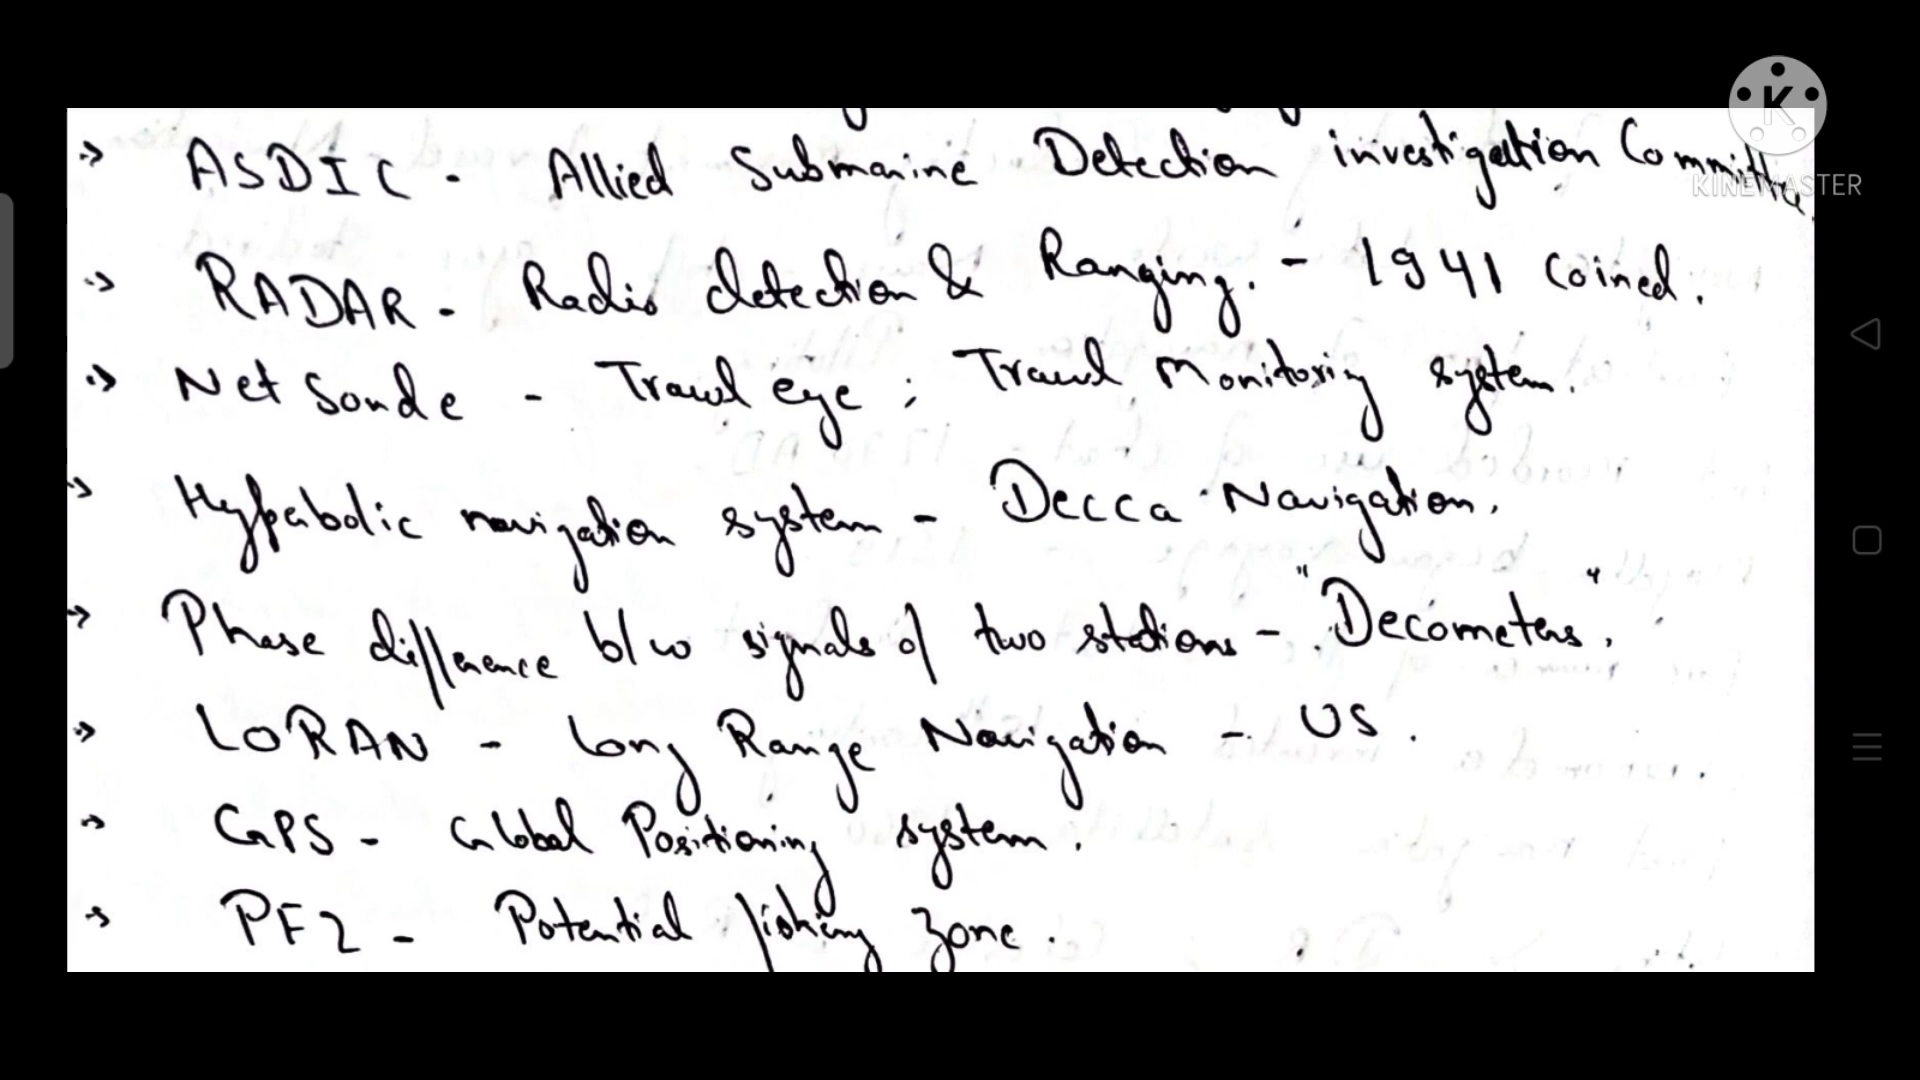 → ASDIC - Allied Submarine Detection investigation Committee.
KINEMASTER
→ RADAR - Radio detection & Ranging. - 1941 coined.
→ Net Sonde - Trawl eye ; Trawl Monitoring system.
→ Hyperbolic navigation system - Decca Navigation.
→ Phase difference b/w signals of two stations - "Decometers".
→ LORAN - Long Range Navigation - US.
→ GPS - Global Positioning system.
→ PFZ - Potential fishing zone.